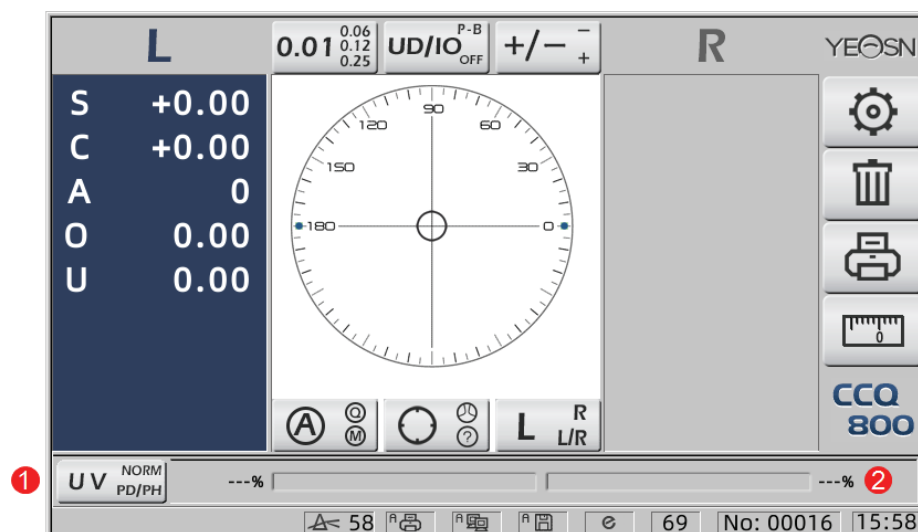 L
0.01 0.06
0.12
0.25
UD/IO P-B
OFF
+/- -
+
R
YEOSN
S +0.00
C +0.00
A 0
O 0.00
U 0.00
90
120
60
150
30
180
0
0
A Q
M
?
L R
L/R
CCQ
800
1
UV NORM
PD/PH
---%
---% 2
A 58
A
A
A
e
69
No: 00016
15:58